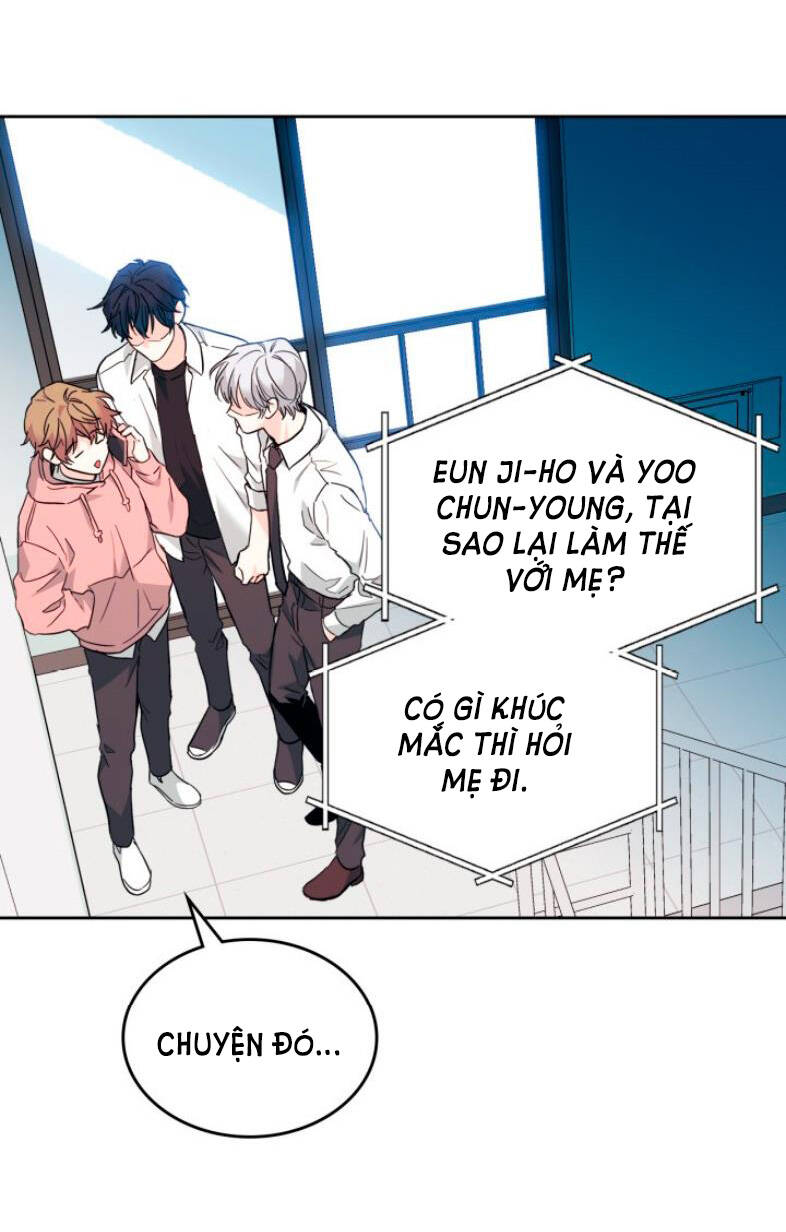 EUN JI-HO VÀ YOO
CHUN-YOUNG, TẠI
SAO LẠI LÀM THẾ
VỚI MẸ?
CÓ GÌ KHÚC
MẮC THÌ HỎI
MẸ ĐI.
CHUYỆN ĐÓ...